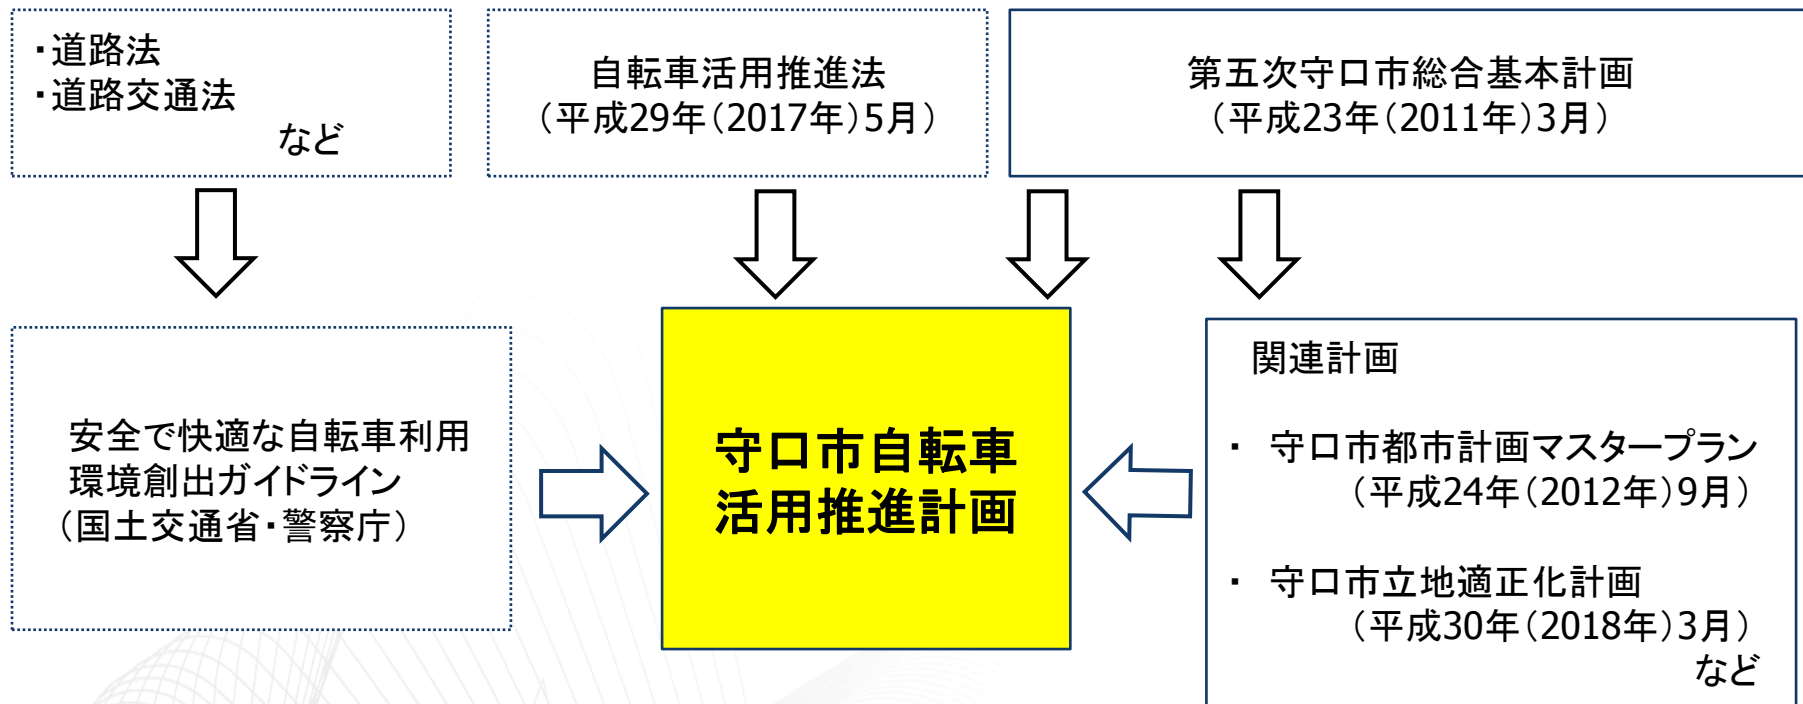 ・道路法
・道路交通法
など
自転車活用推進法
（平成29年（2017年）5月）
第五次守口市総合基本計画
（平成23年（2011年）3月）
安全で快適な自転車利用
環境創出ガイドライン
（国土交通省・警察庁）
守口市自転車
活用推進計画
関連計画
・ 守口市都市計画マスタープラン
（平成24年（2012年）9月）
・ 守口市立地適正化計画
（平成30年（2018年）3月）
など